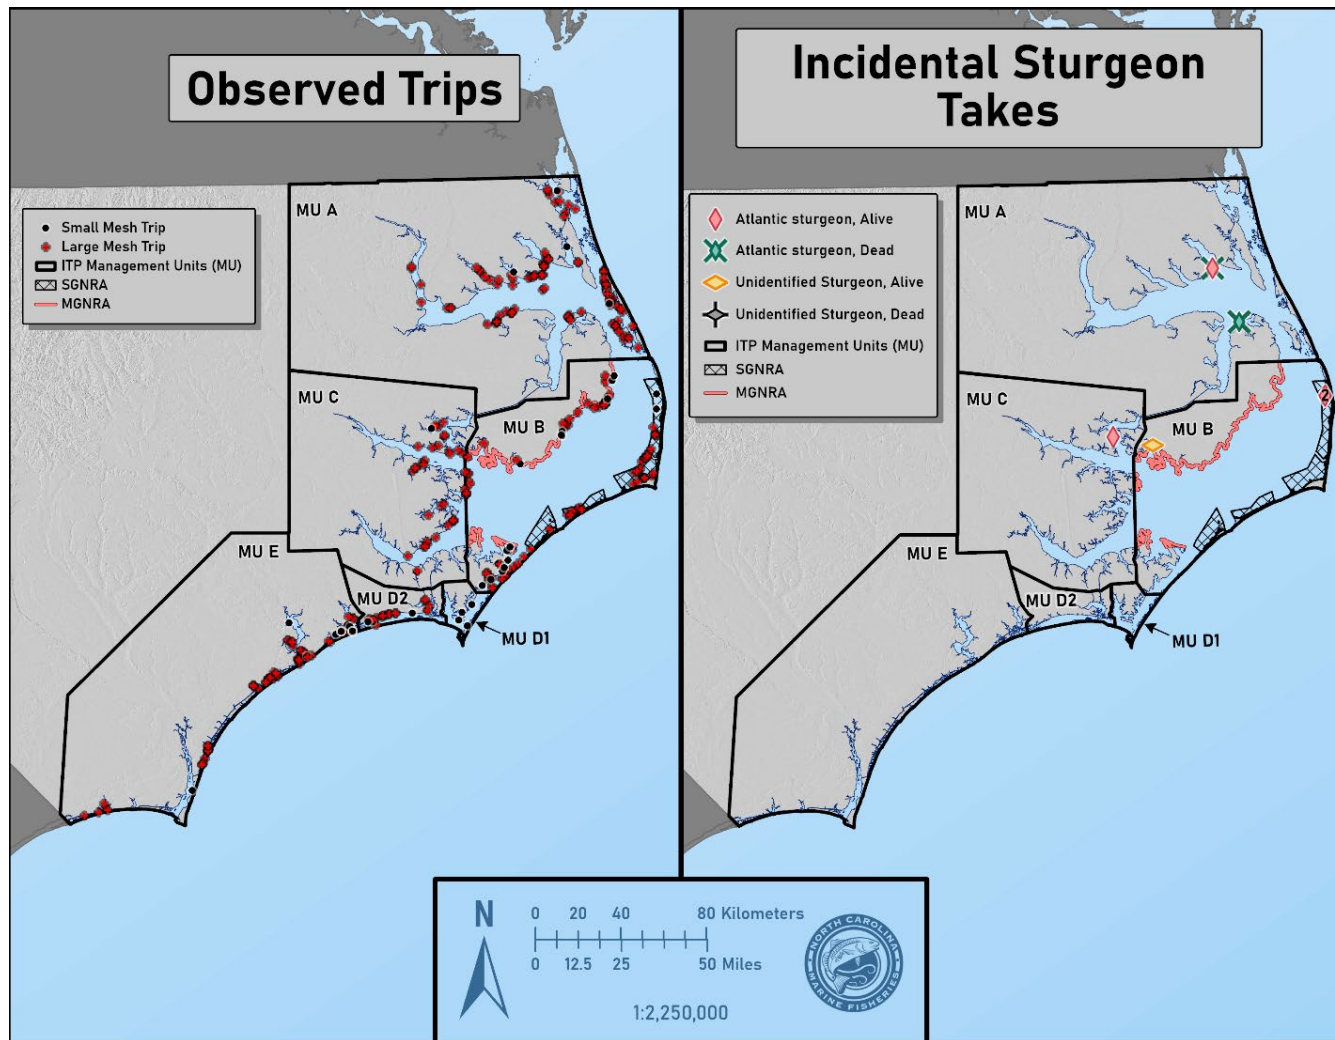 Observed Trips
Small Mesh Trip
Large Mesh Trip
ITP Management Units (MU)
SGNRA
MGNRA
MU A
MU C
MU B
MU E
MU D2
MU D1
Incidental Sturgeon
Takes
Atlantic sturgeon, Alive
Atlantic sturgeon, Dead
Unidentified Sturgeon, Alive
Unidentified Sturgeon, Dead
ITP Management Units (MU)
SGNRA
MGNRA
MU A
2
MU C
MU B
MU E
MU D2
MU D1
N
0 20 40 80 Kilometers
0 12.5 25 50 Miles
1:2,250,000
NORTH CAROLINA
MARINE FISHERIES